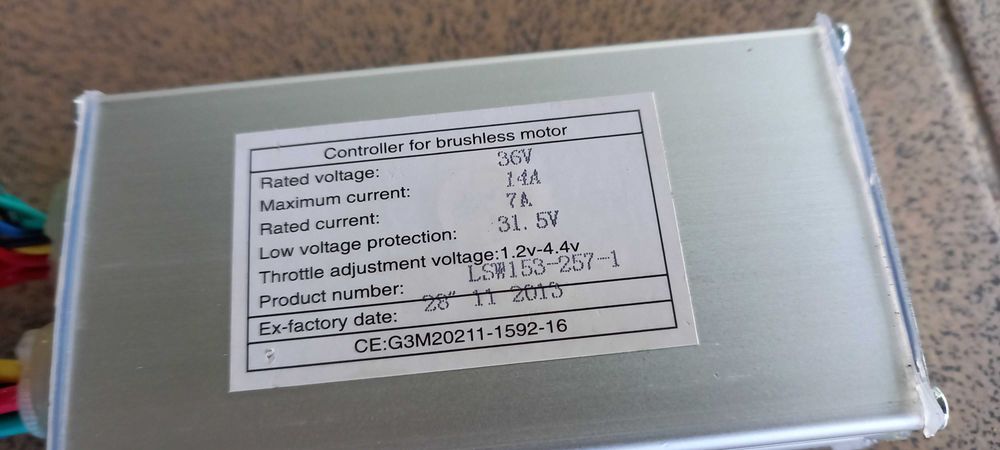 Controller for brushless motor
Rated voltage: 36V
Maximum current: 14A
Rated current: 7A
Low voltage protection: 31.5V
Throttle adjustment voltage:1.2v-4.4v
Product number: LSW153-257-1
Ex-factory date: 28" 11 2013
CE:G3M20211-1592-16